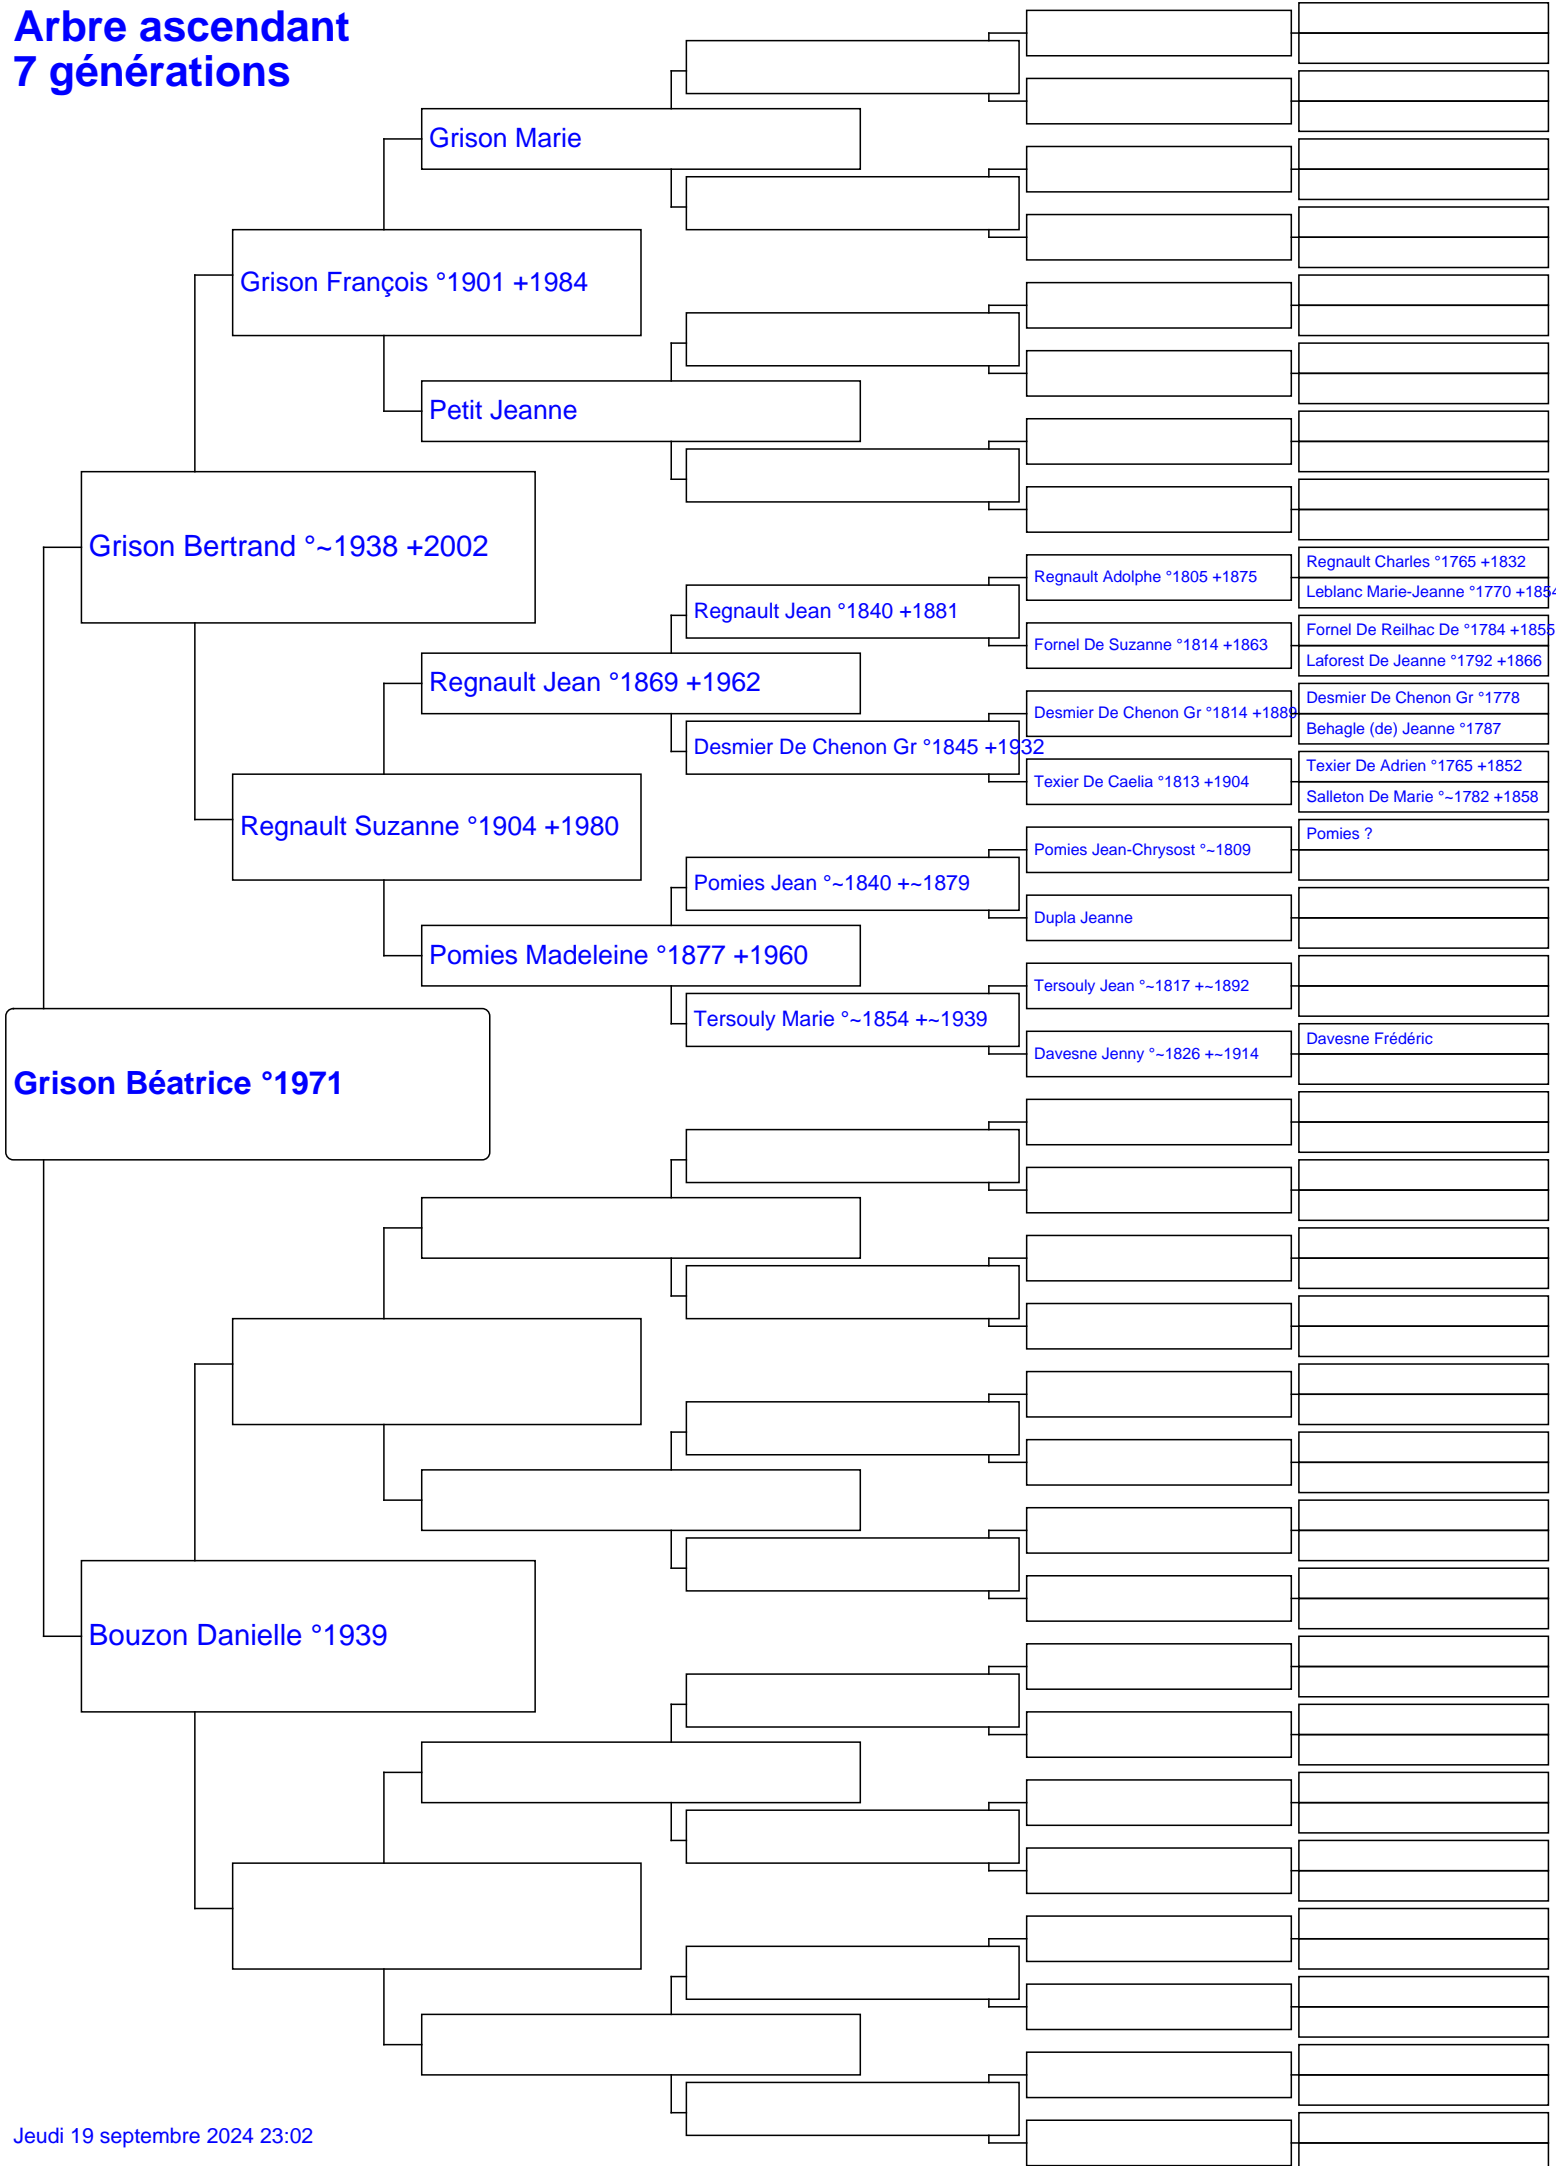 Arbre ascendant
7 générations
Grison Marie
Grison François °1901 +1984
Petit Jeanne
Grison Bertrand °~1938 +2002
Regnault Charles °1765 +1832
Regnault Adolphe °1805 +1875
Leblanc Marie-Jeanne °1770 +1854
Regnault Jean °1840 +1881
Fornel De Reilhac De °1784 +1855
Fornel De Suzanne °1814 +1863
Laforest De Jeanne °1792 +1866
Regnault Jean °1869 +1962
Desmier De Chenon Gr °1778
Desmier De Chenon Gr °1814 +1889
Behagle (de) Jeanne °1787
Desmier De Chenon Gr °1845 +1932
Texier De Adrien °1765 +1852
Texier De Caelia °1813 +1904
Salleton De Marie °~1782 +1858
Regnault Suzanne °1904 +1980
Pomies ?
Pomies Jean-Chrysost °~1809
Pomies Jean °~1840 +~1879
Dupla Jeanne
Pomies Madeleine °1877 +1960
Tersouly Jean °~1817 +~1892
Tersouly Marie °~1854 +~1939
Davesne Frédéric
Davesne Jenny °~1826 +~1914
Grison Béatrice °1971
Bouzon Danielle °1939
Jeudi 19 septembre 2024 23:02